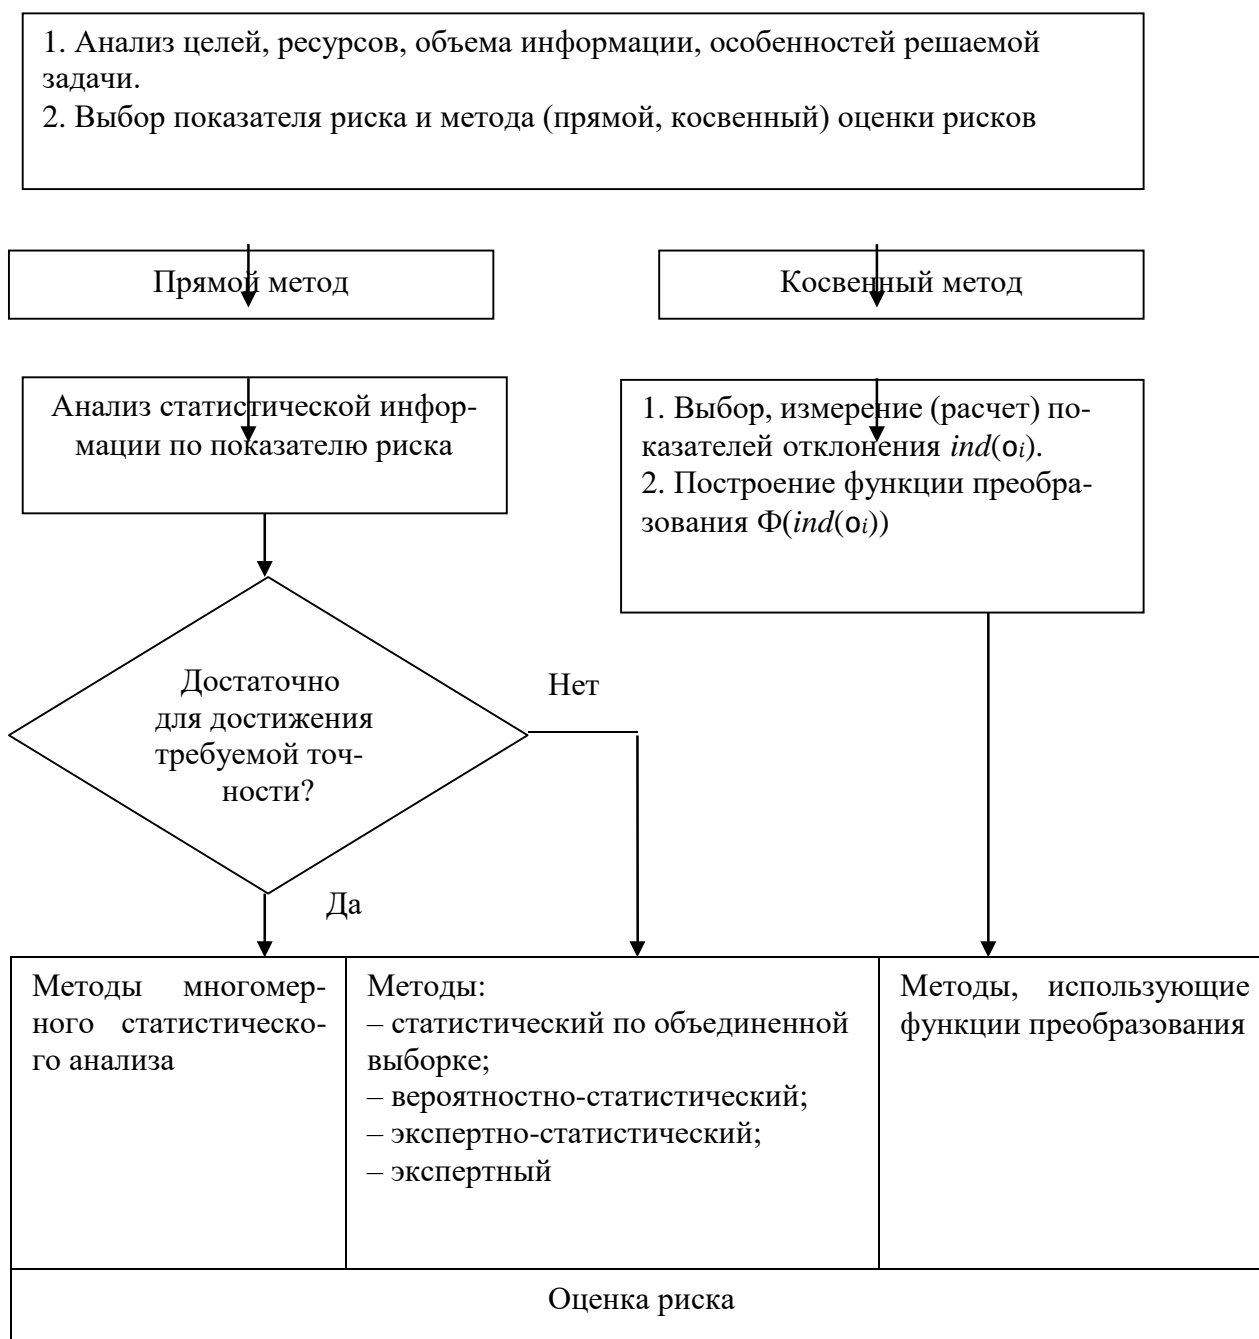 1. Анализ целей, ресурсов, объема информации, особенностей решаемой
задачи.
2. Выбор показателя риска и метода (прямой, косвенный) оценки рисков
Прямой метод
Косвенный метод
Анализ статистической инфор-
мации по показателю риска
1. Выбор, измерение (расчет) по-
казателей отклонения ind(oi).
2. Построение функции преобра-
зования Ф(ind(oi))
Достаточно
для достижения
требуемой точ-
ности?
Нет
Да
Методы многомер-
ного статистическо-
го анализа
Методы:
– статистический по объединенной
выборке;
– вероятностно-статистический;
– экспертно-статистический;
– экспертный
Методы, использующие
функции преобразования
Оценка риска